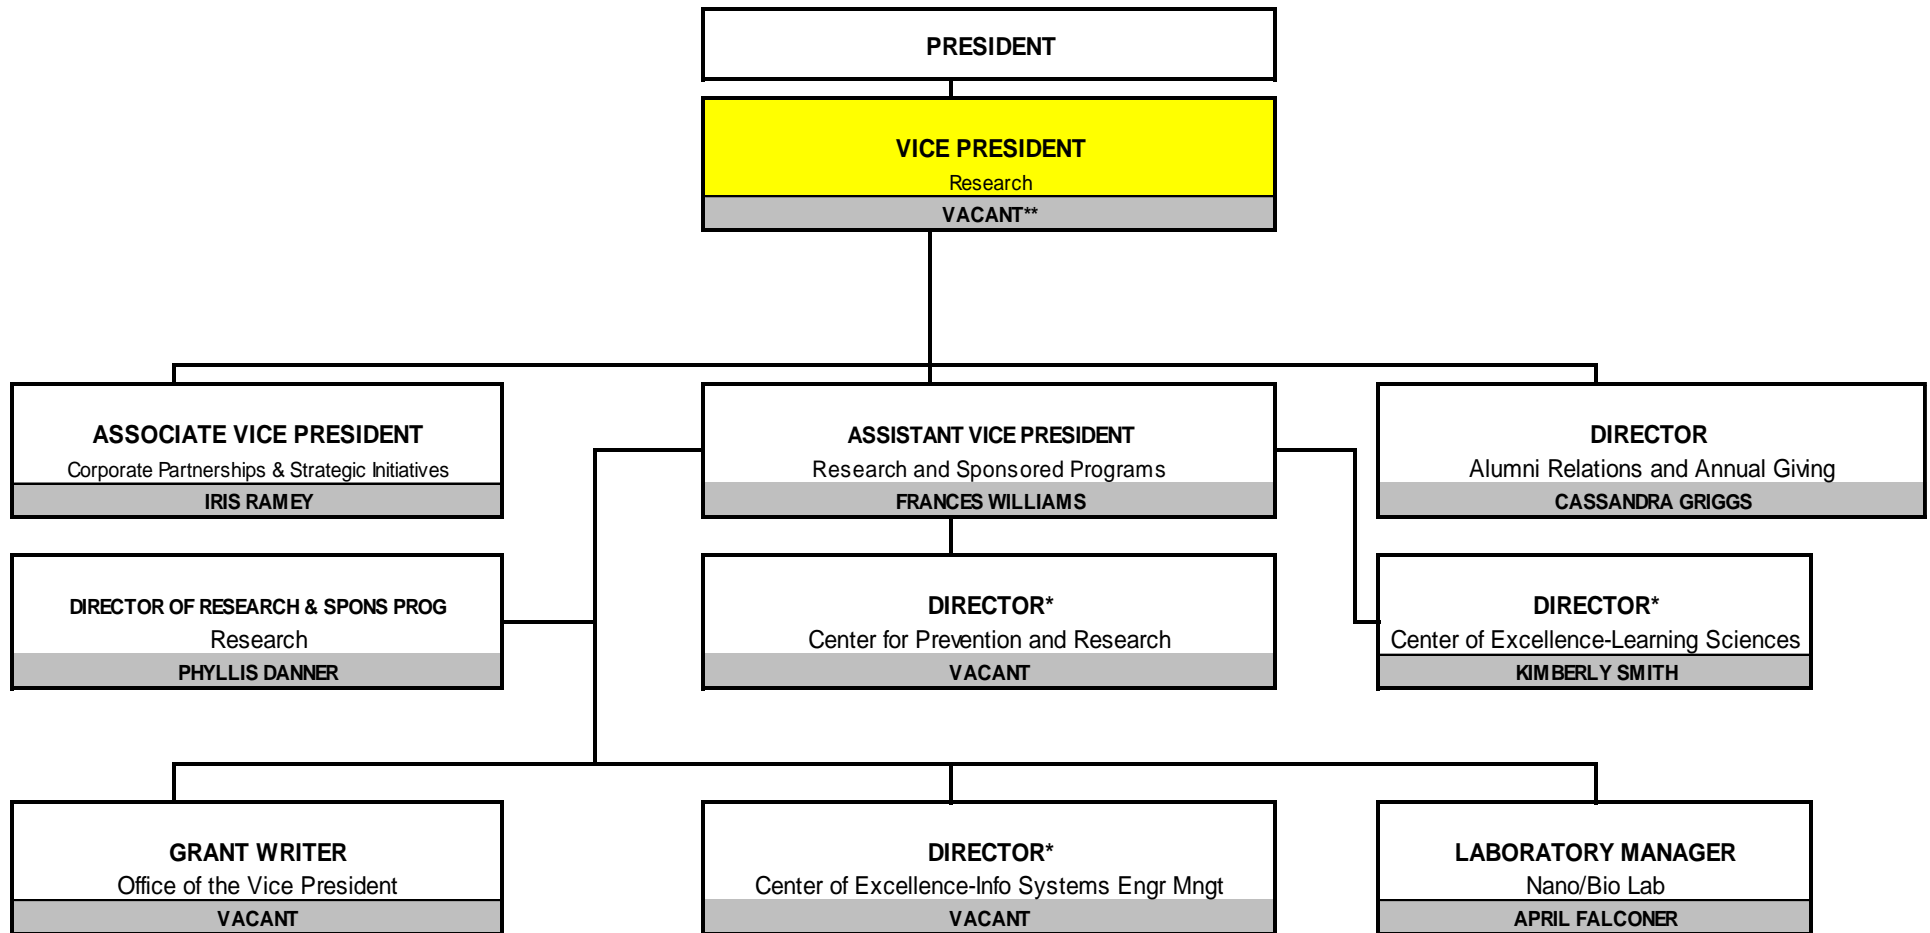 PRESIDENT
VICE PRESIDENT
Research
VACANT**
ASSOCIATE VICE PRESIDENT
Corporate Partnerships & Strategic Initiatives
IRIS RAMEY
ASSISTANT VICE PRESIDENT
Research and Sponsored Programs
FRANCES WILLIAMS
DIRECTOR
Alumni Relations and Annual Giving
CASSANDRA GRIGGS
DIRECTOR OF RESEARCH & SPONS PROG
Research
PHYLLIS DANNER
DIRECTOR*
Center for Prevention and Research
VACANT
DIRECTOR*
Center of Excellence-Learning Sciences
KIMBERLY SMITH
GRANT WRITER
Office of the Vice President
VACANT
DIRECTOR*
Center of Excellence-Info Systems Engr Mngt
VACANT
LABORATORY MANAGER
Nano/Bio Lab
APRIL FALCONER